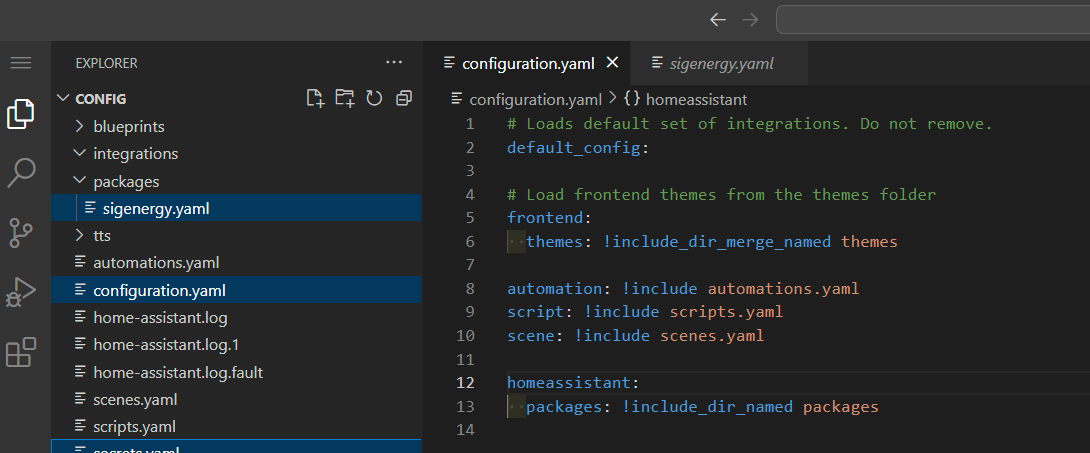 EXPLORER
CONFIG
blueprints
integrations
packages
sigenergy.yaml
tts
automations.yaml
configuration.yaml
home-assistant.log
home-assistant.log.1
home-assistant.log.fault
scenes.yaml
scripts.yaml
secrets.yaml
configuration.yaml
sigenergy.yaml
configuration.yaml > {} homeassistant
1 # Loads default set of integrations. Do not remove.
2 default_config:
3
4 # Load frontend themes from the themes folder
5 frontend:
6   themes: !include_dir_merge_named themes
7
8 automation: !include automations.yaml
9 script: !include scripts.yaml
10 scene: !include scenes.yaml
11
12 homeassistant:
13   packages: !include_dir_named packages
14